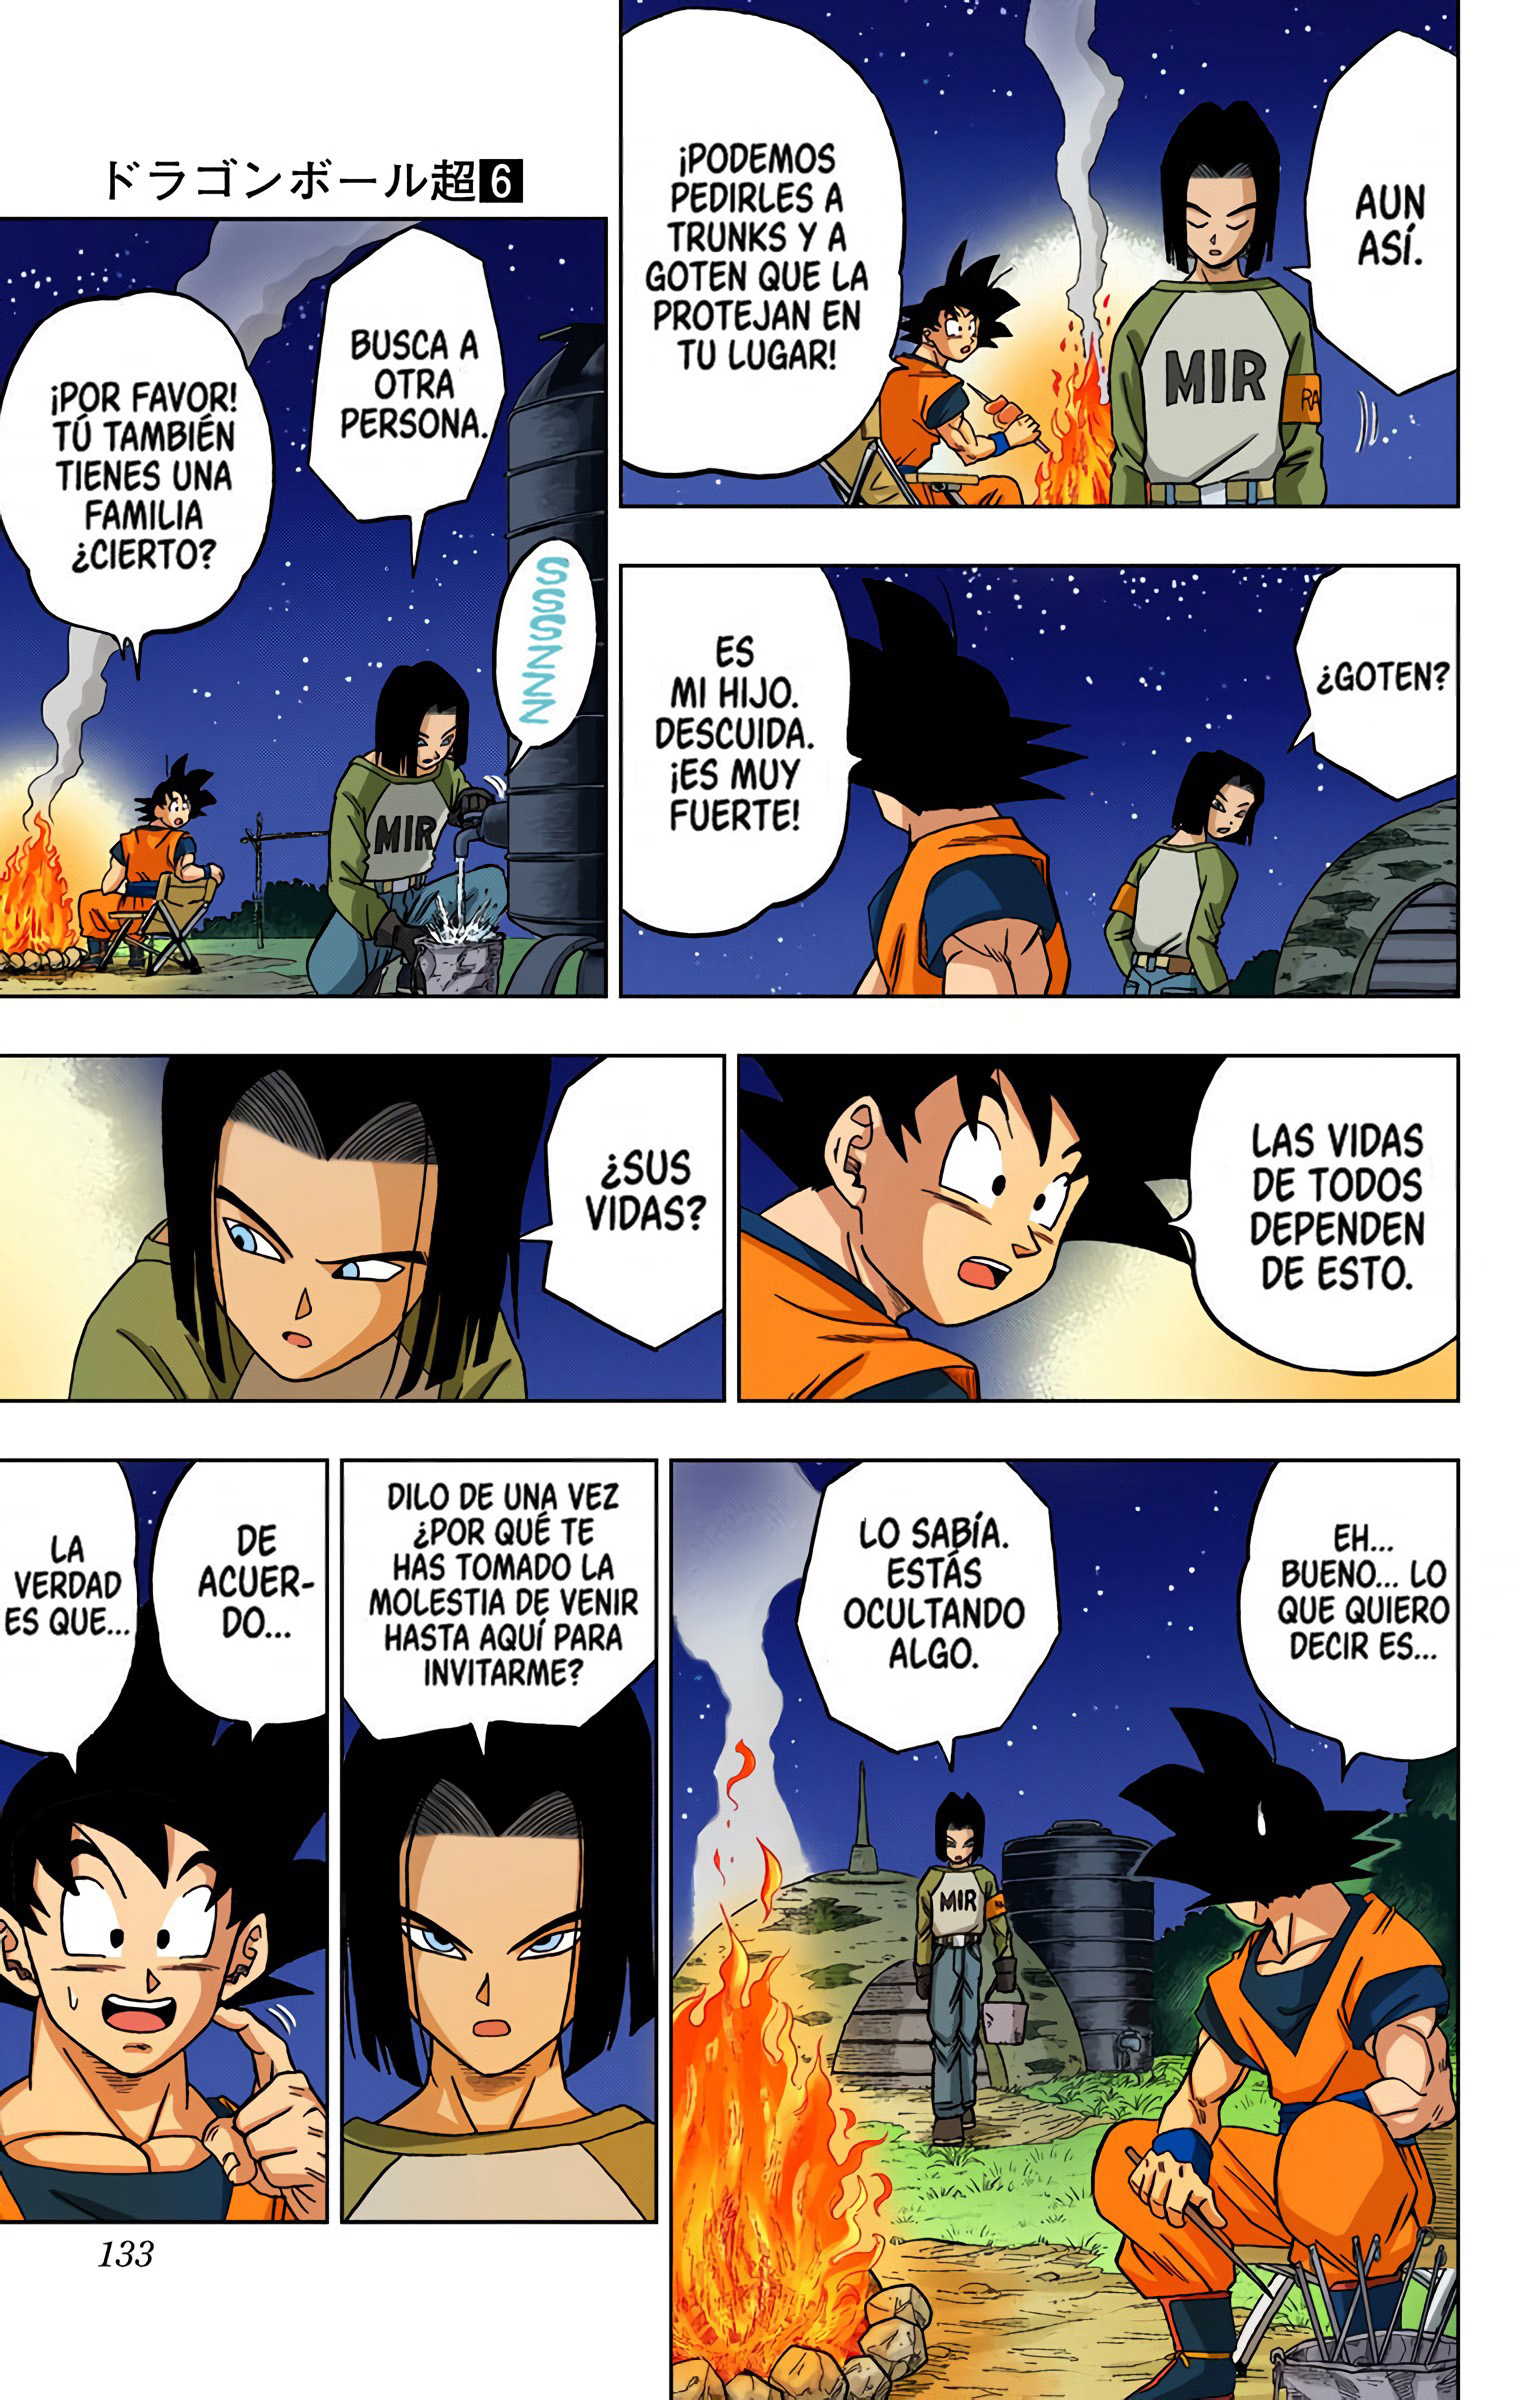 ドラゴンボール超6
AUN
ASÍ.
¡PODEMOS
PEDIRLES A
TRUNKS Y A
GOTEN QUE LA
PROTEJAN EN
TU LUGAR!
MIR
RA
¿GOTEN?
ES
MI HIJO.
DESCUIDA.
¡ES MUY
FUERTE!
BUSCA A
OTRA
PERSONA.
¡POR FAVOR!
TÚ TAMBIÉN
TIENES UNA
FAMILIA
¿CIERTO?
SSSZZZ
MIR
LAS VIDAS
DE TODOS
DEPENDEN
DE ESTO.
¿SUS
VIDAS?
EH...
BUENO... LO
QUE QUIERO
DECIR ES...
LO SABÍA.
ESTÁS
OCULTANDO
ALGO.
MIR
DILO DE UNA VEZ
¿POR QUÉ TE
HAS TOMADO LA
MOLESTIA DE VENIR
HASTA AQUÍ PARA
INVITARME?
DE
ACUER-
DO...
LA
VERDAD
ES QUE...
133